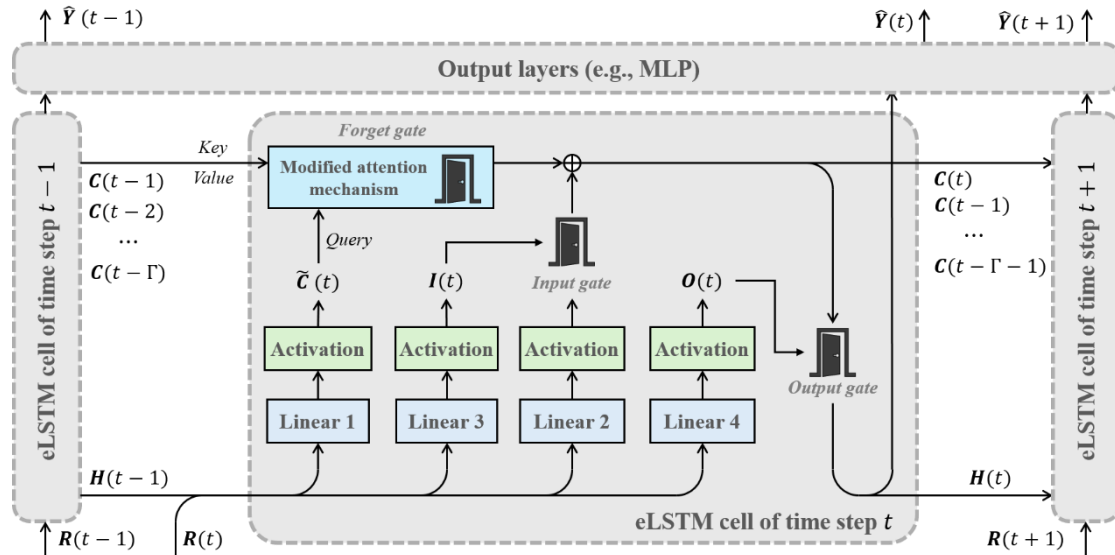 Ŷ(t − 1)
Ŷ(t)
Ŷ(t + 1)
Output layers (e.g., MLP)
eLSTM cell of time step t − 1
Key
Value
C(t − 1)
C(t − 2)
…
C(t − Γ)
Forget gate
Modified attention
mechanism
Query
C̃ (t)
I(t)
Input gate
O(t)
Activation
Activation
Activation
Activation
Output gate
Linear 1
Linear 3
Linear 2
Linear 4
C(t)
C(t − 1)
…
C(t − Γ − 1)
eLSTM cell of time step t + 1
H(t − 1)
H(t)
eLSTM cell of time step t
R(t − 1)
R(t)
R(t + 1)